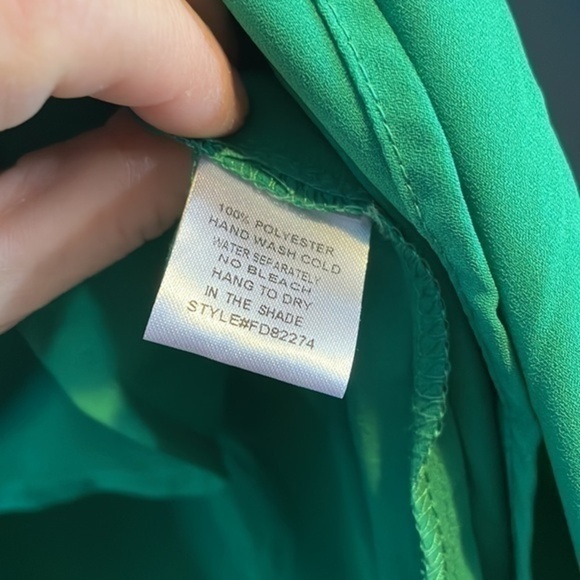 100% POLYESTER
HAND WASH COLD
WATER SEPARATELY
NO BLEACH
HANG TO DRY
IN THE SHADE
STYLE#FD82274